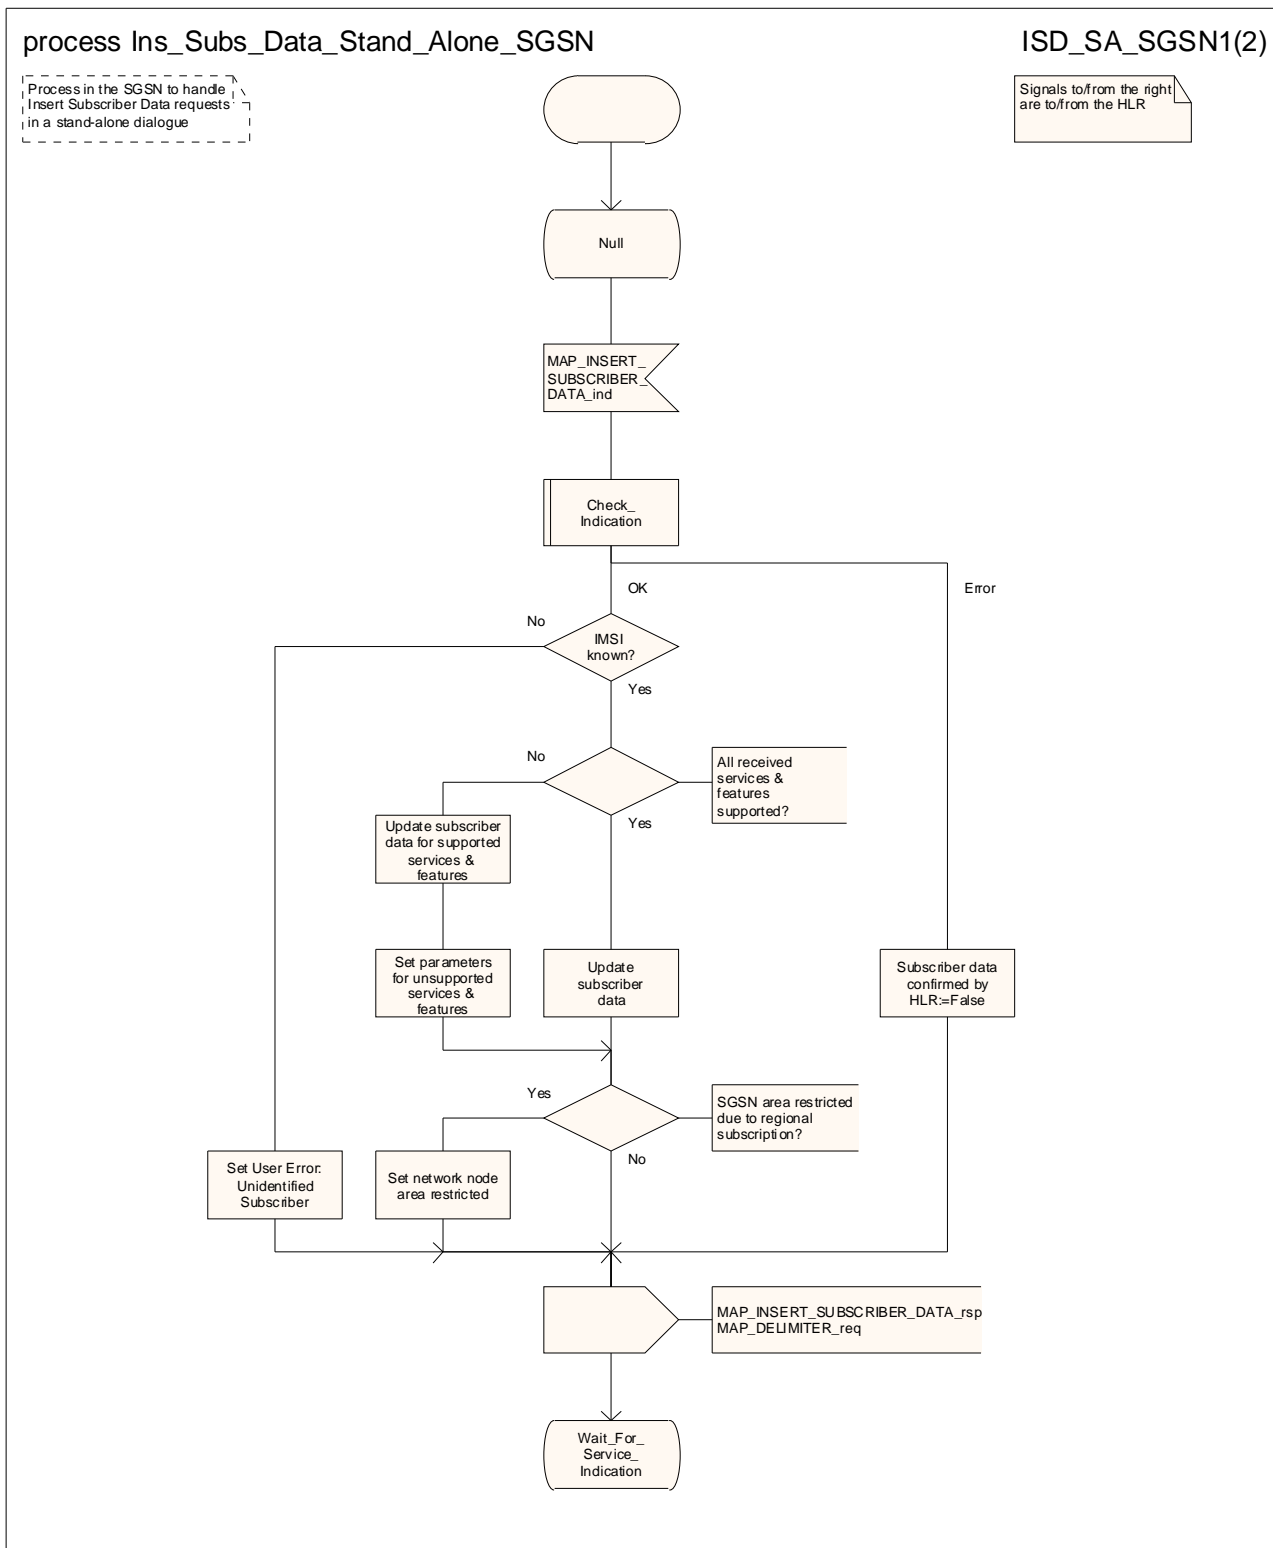 process Ins_Subs_Data_Stand_Alone_SGSN
ISD_SA_SGSN1(2)
Process in the SGSN to handle
Insert Subscriber Data requests
in a stand-alone dialogue
Signals to/from the right
are to/from the HLR
Null
MAP_INSERT_
SUBSCRIBER_
DATA_ind
Check_
Indication
OK
Error
No
IMSI
known?
Yes
No
All received
services &
features
supported?
Yes
Update subscriber
data for supported
services &
features
Set parameters
for unsupported
services &
features
Update
subscriber
data
Subscriber data
confirmed by
HLR:=False
Yes
SGSN area restricted
due to regional
subscription?
No
Set User Error:
Unidentified
Subscriber
Set network node
area restricted
MAP_INSERT_SUBSCRIBER_DATA_rsp
MAP_DELIMITER_req
Wait_For_
Service_
Indication